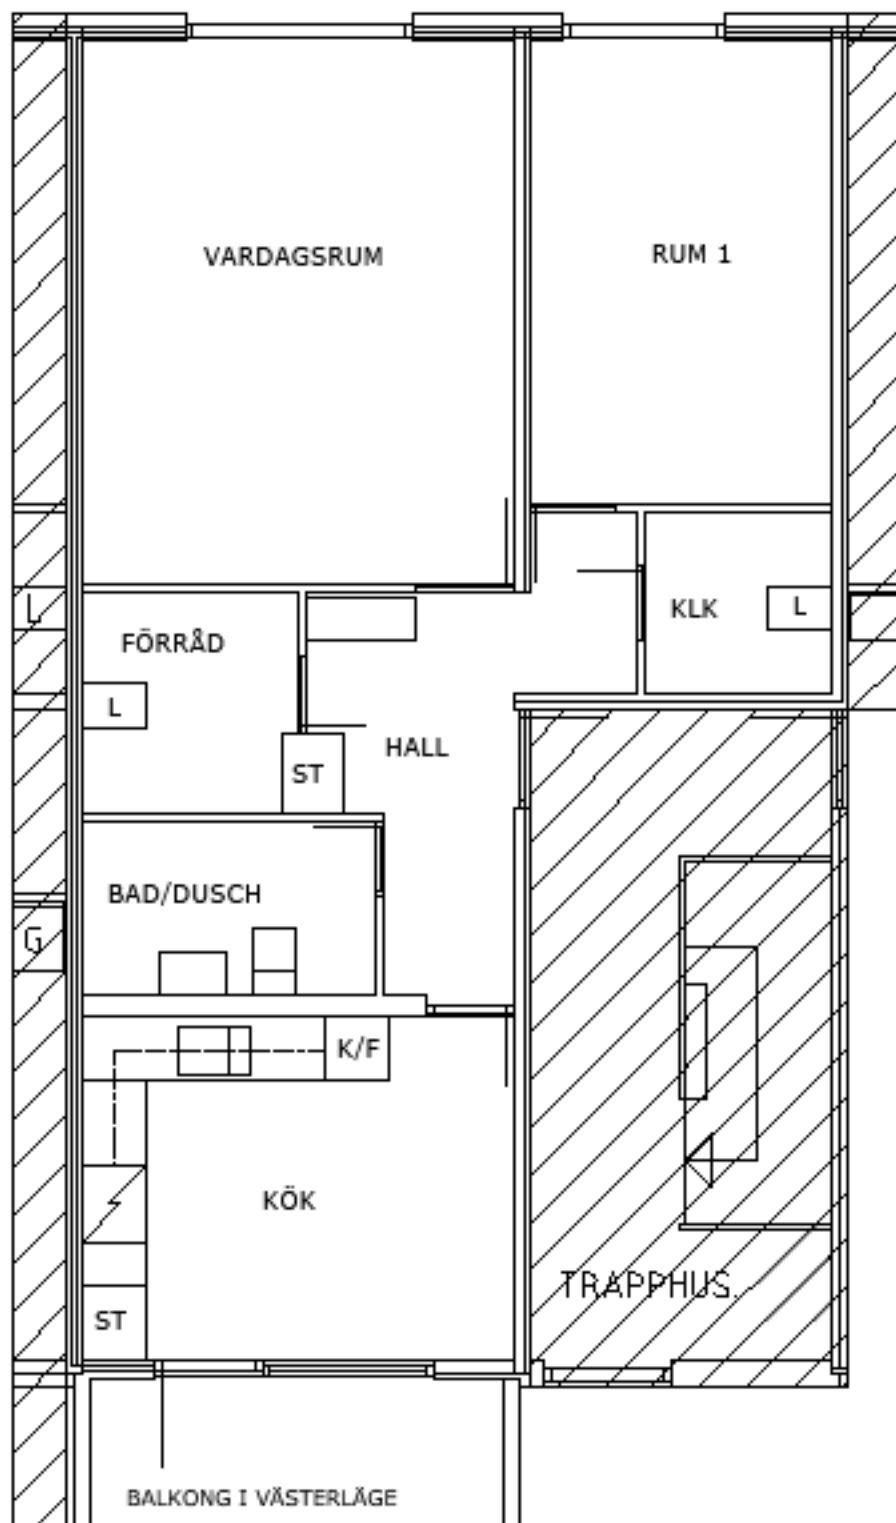 VARDAGSRUM
RUM 1
L
FÖRRÅD
KLK
L
L
HALL
ST
BAD/DUSCH
G
K/F
KÖK
TRAPPHUS.
ST
BALKONG I VÄSTERLÄGE